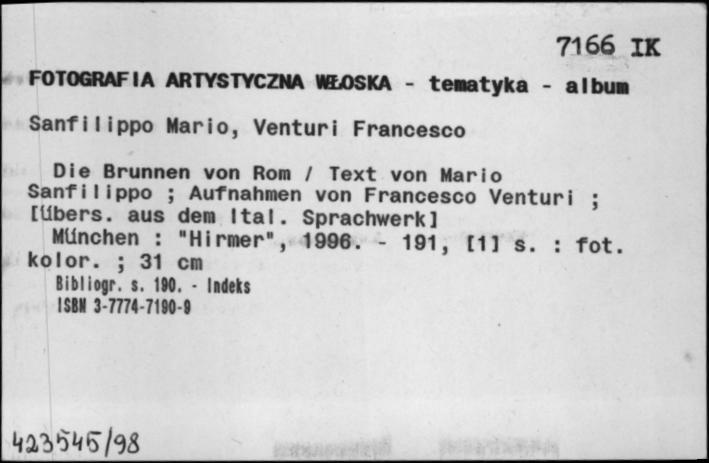 7166 IK
FOTOGRAFIA ARTYSTYCZNA WŁOSKA - tematyka - album
Sanfilippo Mario, Venturi Francesco
Die Brunnen von Rom / Text von Mario
Sanfilippo ; Aufnahmen von Francesco Venturi ;
[Übers. aus dem Ital. Sprachwerk]
München : "Hirmer", 1996. - 191, [1] s. : fot.
kolor. ; 31 cm
Bibliogr. s. 190. - Indeks
ISBN 3-7774-7190-9
423545/98